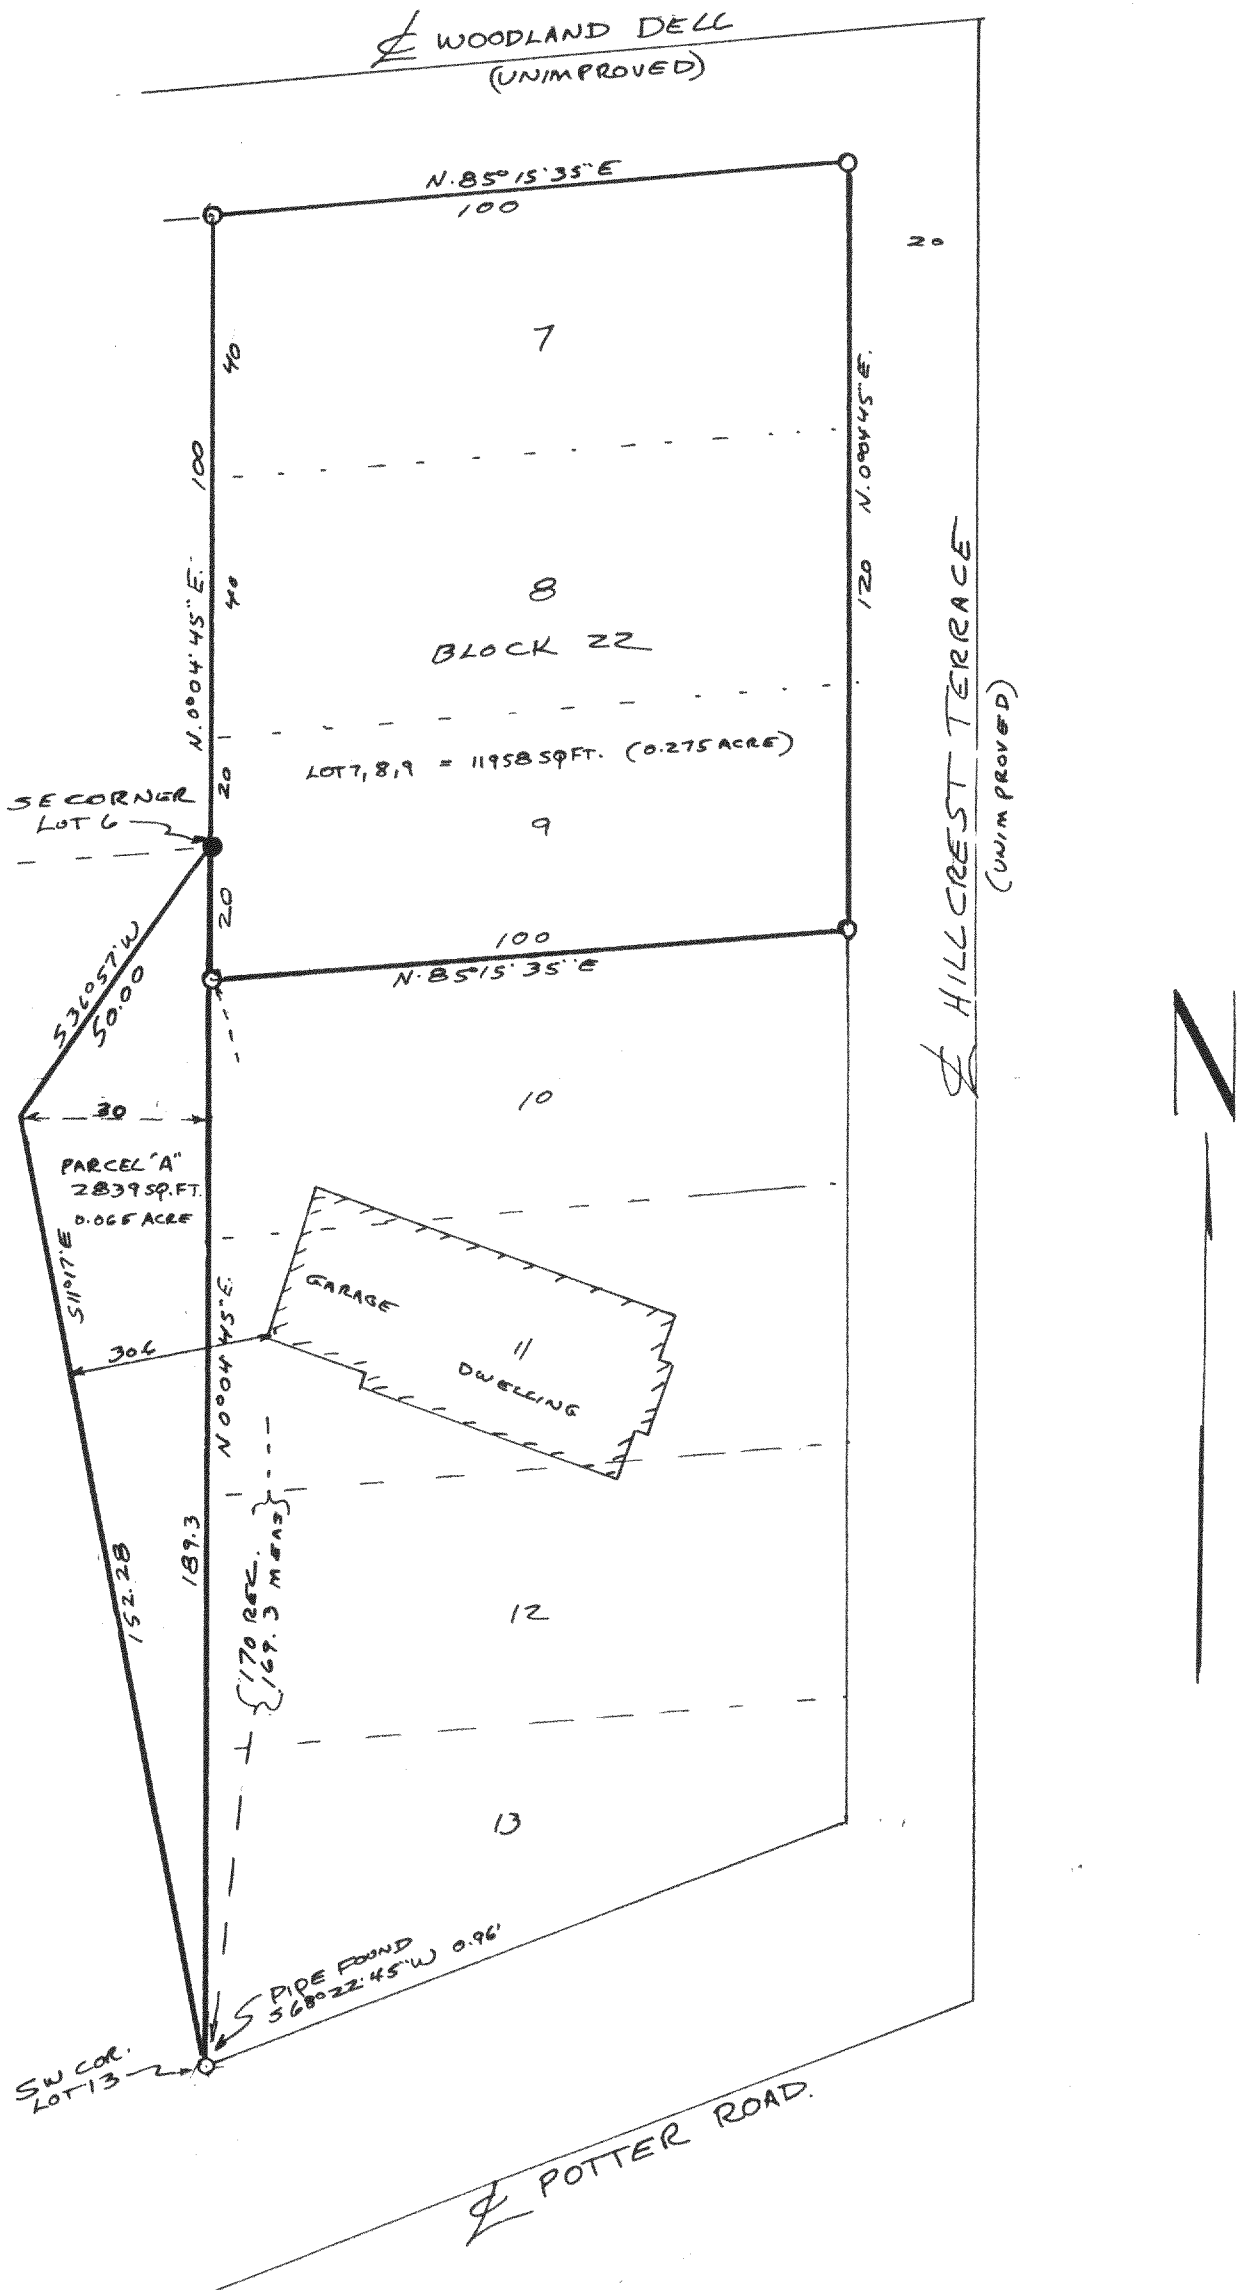 ℄ WOODLAND DELL
(UNIMPROVED)
N.85°15'35"E
100
20
40
7
100
N.0°04'45"E.
40
N.0°04'45"E.
120
8
BLOCK 22
LOT 7, 8, 9 = 11958 SQ FT. (0.275 ACRE)
20
9
SE CORNER
LOT 6
20
100
N.85°15'35"E
℄ HILLCREST TERRACE
(UNIMPROVED)
S36°57'W
50.00
N
30
10
PARCEL "A"
2839 SQ.FT.
0.065 ACRE
S11°17'E
N0°04'45"E.
GARAGE
11
DWELLING
30.6
152.28
189.3
170 REC.
169.3 MEAS
12
13
PIPE FOUND
S68°22'45"W 0.96'
SW COR.
LOT 13
℄ POTTER ROAD.